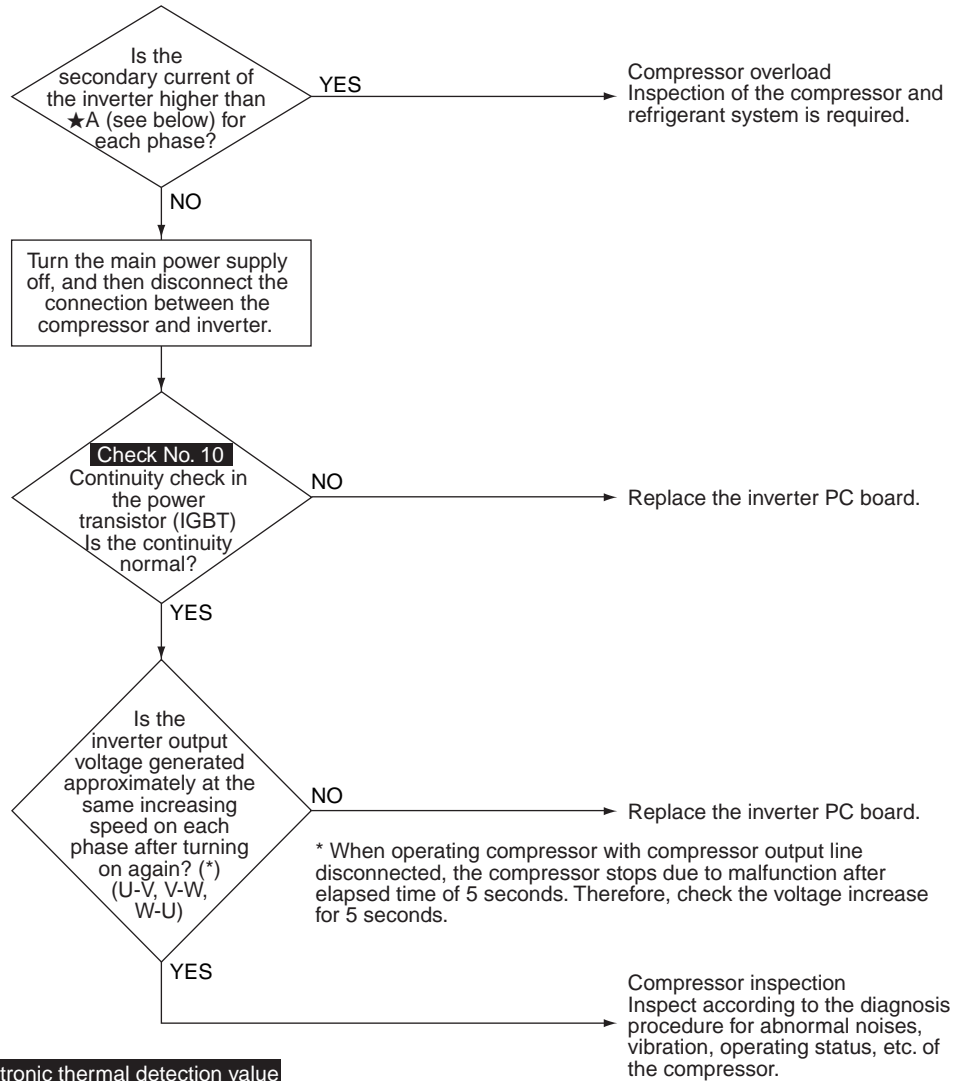 Is the
secondary current of
the inverter higher than
★A (see below) for
each phase?
YES
Compressor overload
Inspection of the compressor and
refrigerant system is required.
NO
Turn the main power supply
off, and then disconnect the
connection between the
compressor and inverter.
Check No. 10
Continuity check in
the power
transistor (IGBT)
Is the continuity
normal?
NO
Replace the inverter PC board.
YES
Is the
inverter output
voltage generated
approximately at the
same increasing
speed on each
phase after turning
on again? (*)
(U-V, V-W,
W-U)
NO
Replace the inverter PC board.
* When operating compressor with compressor output line
disconnected, the compressor stops due to malfunction after
elapsed time of 5 seconds. Therefore, check the voltage increase
for 5 seconds.
YES
Compressor inspection
Inspect according to the diagnosis
procedure for abnormal noises,
vibration, operating status, etc. of
the compressor.
tronic thermal detection value